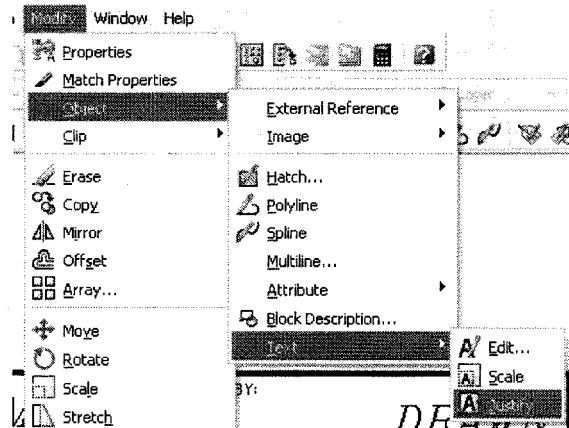 Modify Window Help
Properties
Match Properties
Object
Clip
Erase
Copy
Mirror
Offset
Array...
Move
Rotate
Scale
Stretch
External Reference
Image
Hatch...
Polyline
Spline
Multiline...
Attribute
Block Description...
Text
Edit...
Scale
Justify
BY: